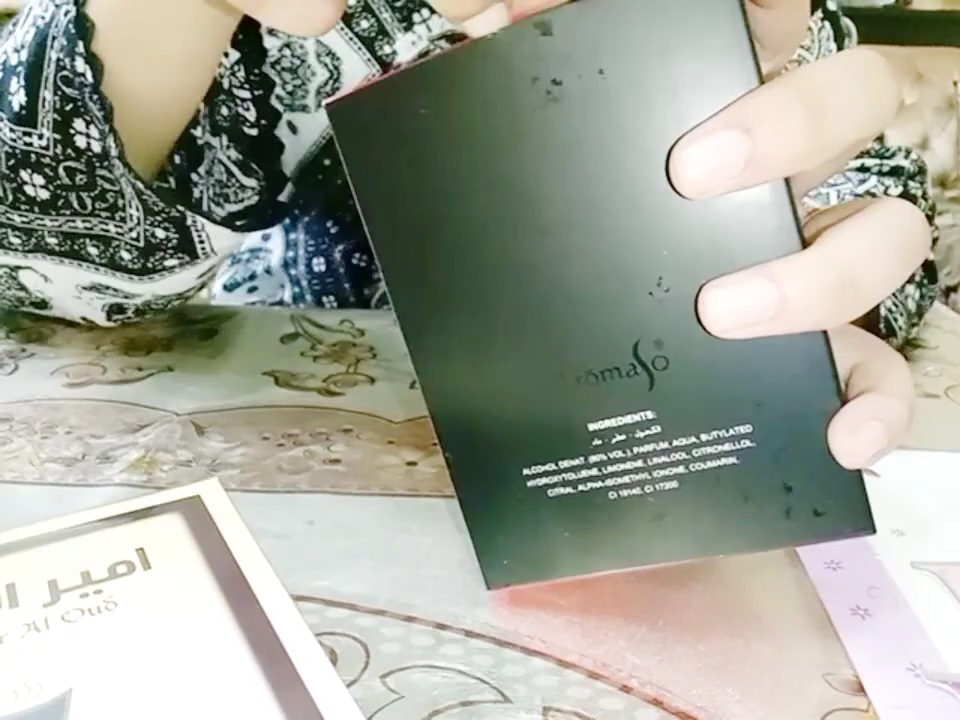 romaSo®
INGREDIENTS:
الكحول - عطر - ماء
ALCOHOL DENAT. (80% VOL.), PARFUM, AQUA, BUTYLATED
HYDROXYTOLUENE, LIMONENE, LINALOOL, CITRONELLOL,
CITRAL, ALPHA-ISOMETHYL IONONE, COUMARIN,
CI 19140, CI 17200
امير
Al Oud